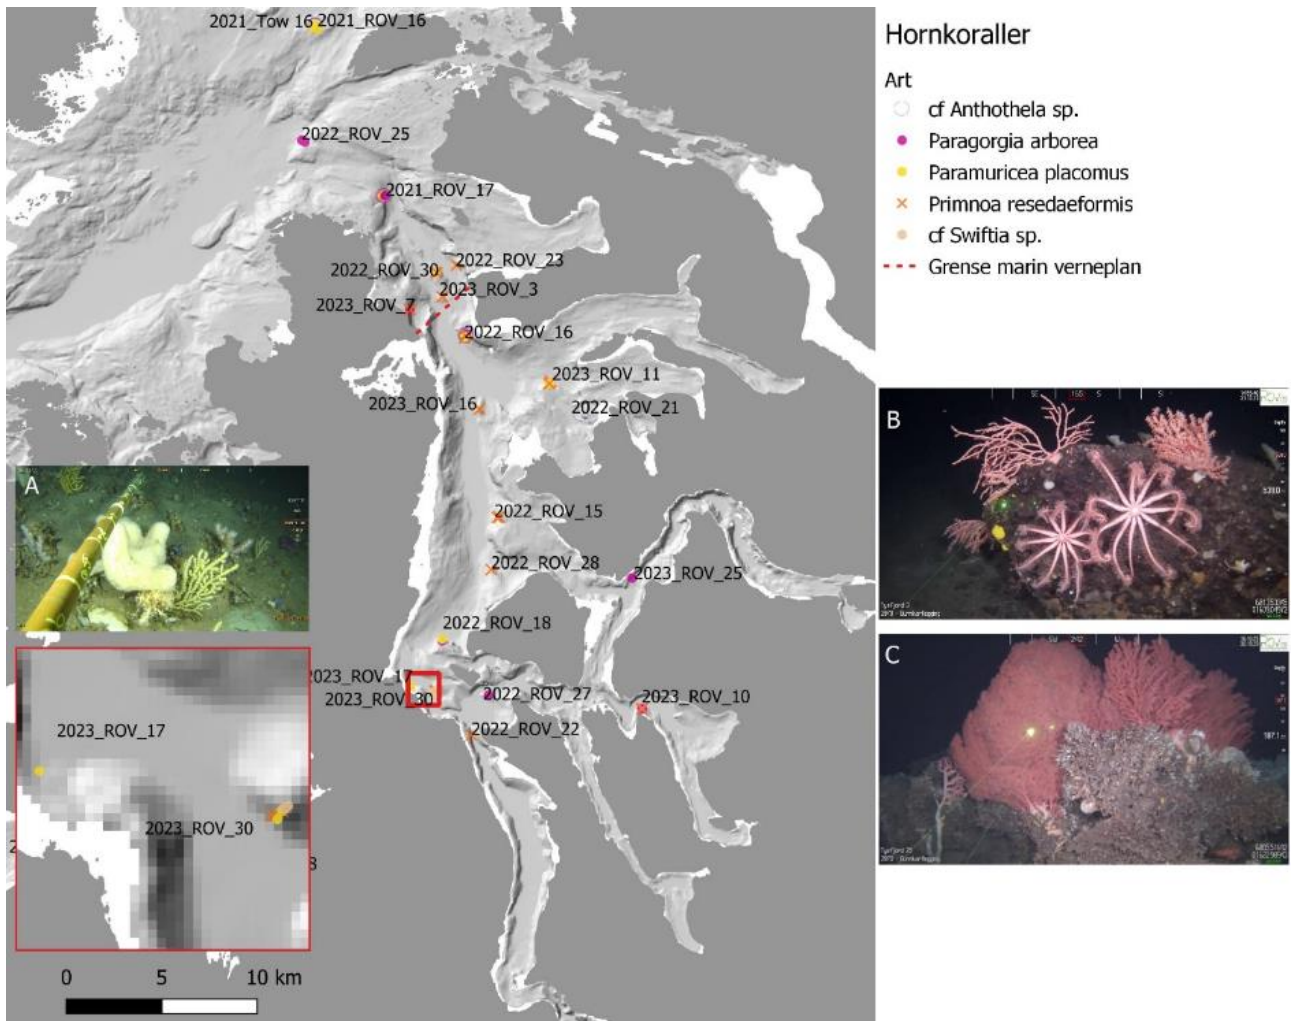 2021_Tow 16
2021_ROV_16
2022_ROV_25
2021_ROV_17
2022_ROV_23
2022_ROV_30
2023_ROV_3
2023_ROV_7
2022_ROV_16
2023_ROV_11
2023_ROV_16
2022_ROV_21
2022_ROV_15
2022_ROV_28
2023_ROV_25
2022_ROV_18
2023_ROV_17
2023_ROV_30
2022_ROV_27
2023_ROV_10
2022_ROV_22
A
2023_ROV_17
2023_ROV_30
0 5 10 km
Hornkoraller
Art
cf Anthothela sp.
Paragorgia arborea
Paramuricea placomus
Primnoa resedaeformis
cf Swiftia sp.
Grense marin verneplan
B
C